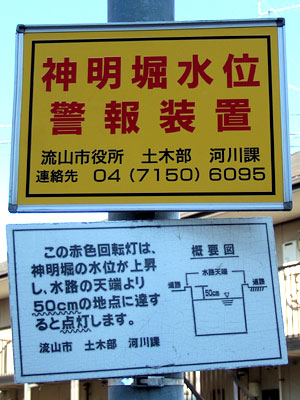 神明堀水位
警報装置
流山市役所 土木部 河川課
連絡先 04(7150)6095
この赤色回転灯は、
神明堀の水位が上昇
し、水路の天端より
50cmの地点に達す
ると点灯します。
流山市 土木部 河川課
概要図
水路天端
道路
道路
50cm